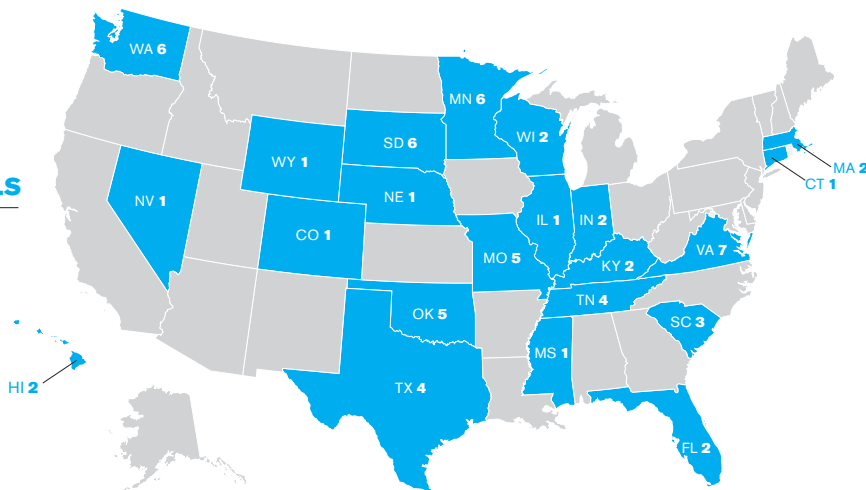 WA 6
MN 6
WI 2
SD 6
WY 1
MA 2
LS
CT 1
NV 1
NE 1
IL 1
IN 2
CO 1
VA 7
MO 5
KY 2
TN 4
OK 5
SC 3
MS 1
HI 2
TX 4
FL 2